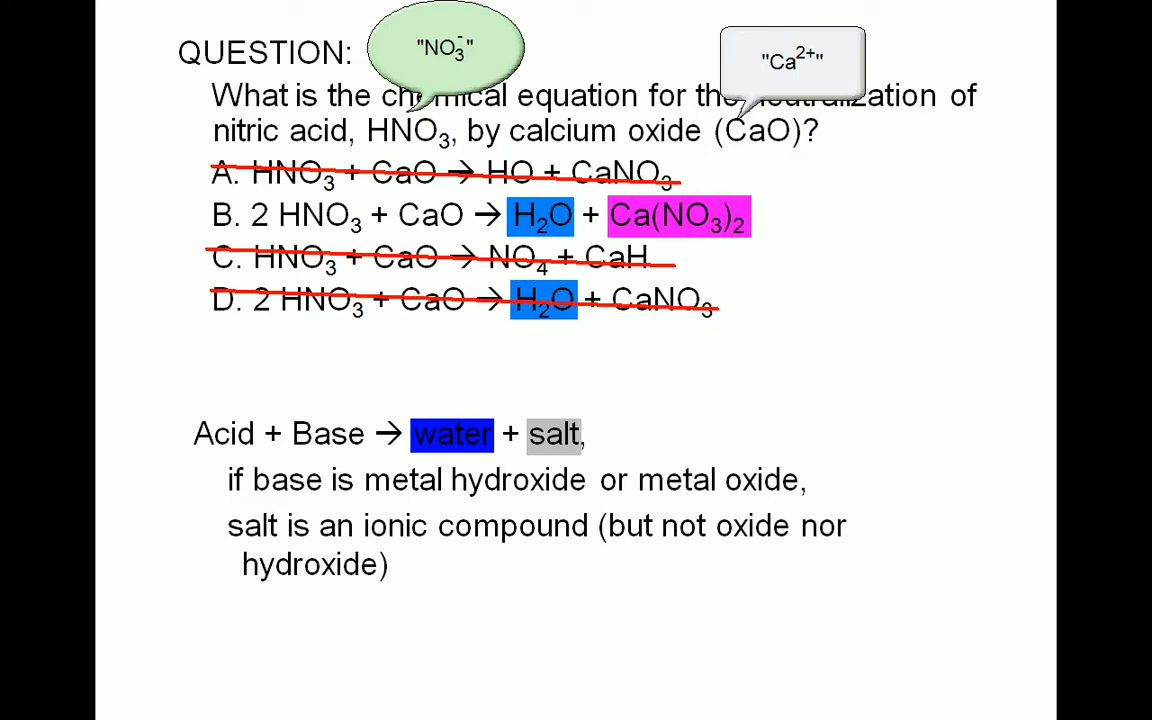 QUESTION:
"NO₃⁻"
"Ca²⁺"
What is the chemical equation for the neutralization of
nitric acid, HNO₃, by calcium oxide (CaO)?
A. HNO₃ + CaO → HO + CaNO₃
B. 2 HNO₃ + CaO → H₂O + Ca(NO₃)₂
C. HNO₃ + CaO → NO₄ + CaH
D. 2 HNO₃ + CaO → H₂O + CaNO₃
Acid + Base → water + salt,
if base is metal hydroxide or metal oxide,
salt is an ionic compound (but not oxide nor
hydroxide)